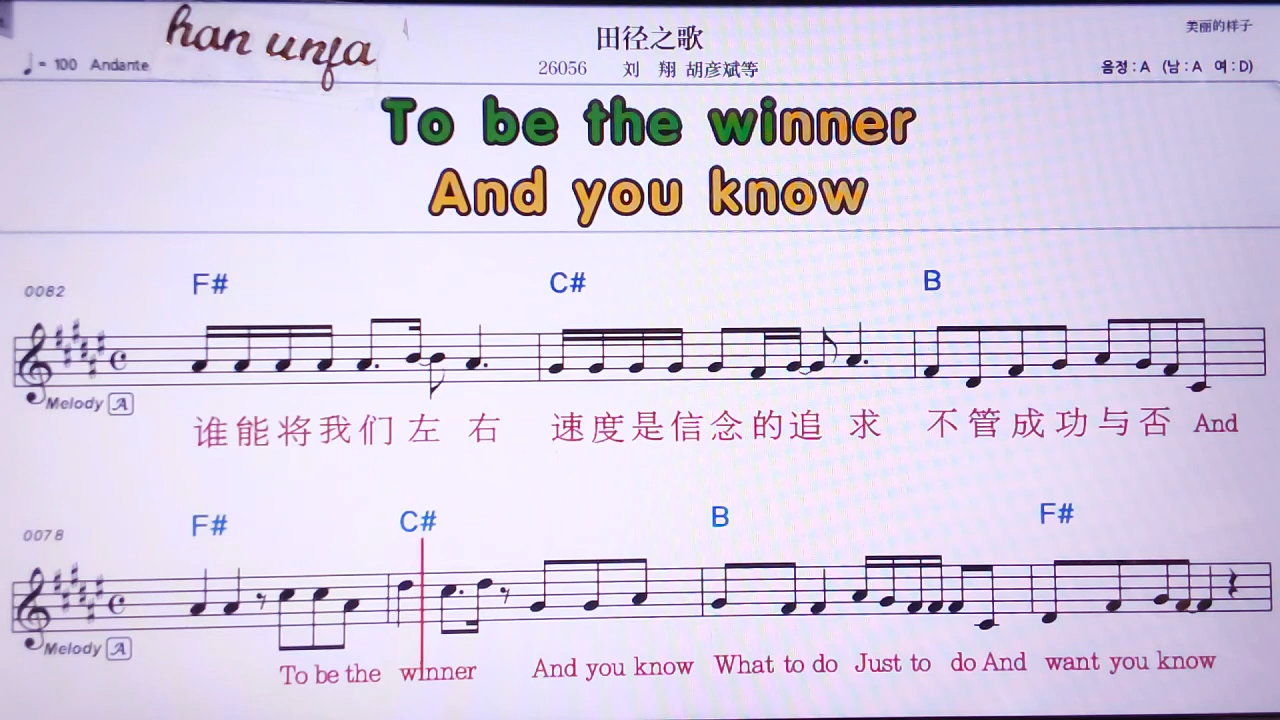 han unfa
田径之歌
美丽的样子
♩= 100 Andante
26056 刘 翔 胡彦斌等
음정 : A (남 : A 여 : D)
To be the winner
And you know
0082
F# C# B
Melody A
谁能将我们左右 速度是信念的追求 不管成功与否 And
0078
F# C# B F#
Melody A
To be the winner And you know What to do Just to do And want you know